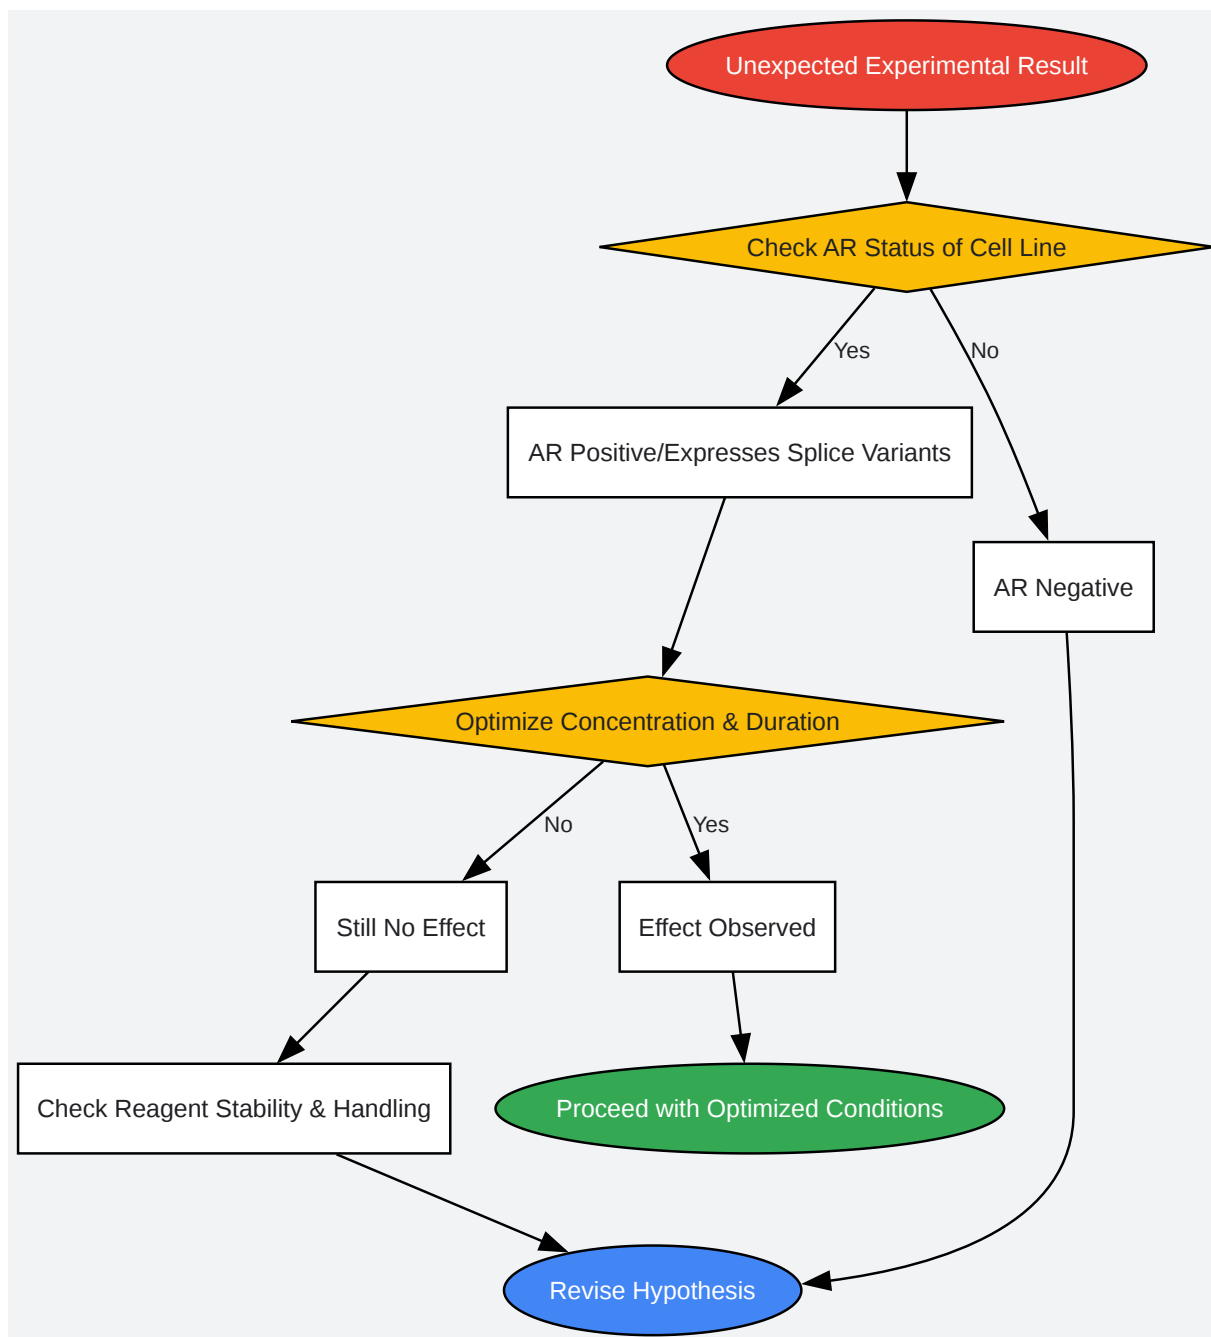 Unexpected Experimental Result
Check AR Status of Cell Line
Yes
No
AR Positive/Expresses Splice Variants
AR Negative
Optimize Concentration & Duration
No
Yes
Still No Effect
Effect Observed
Check Reagent Stability & Handling
Proceed with Optimized Conditions
Revise Hypothesis